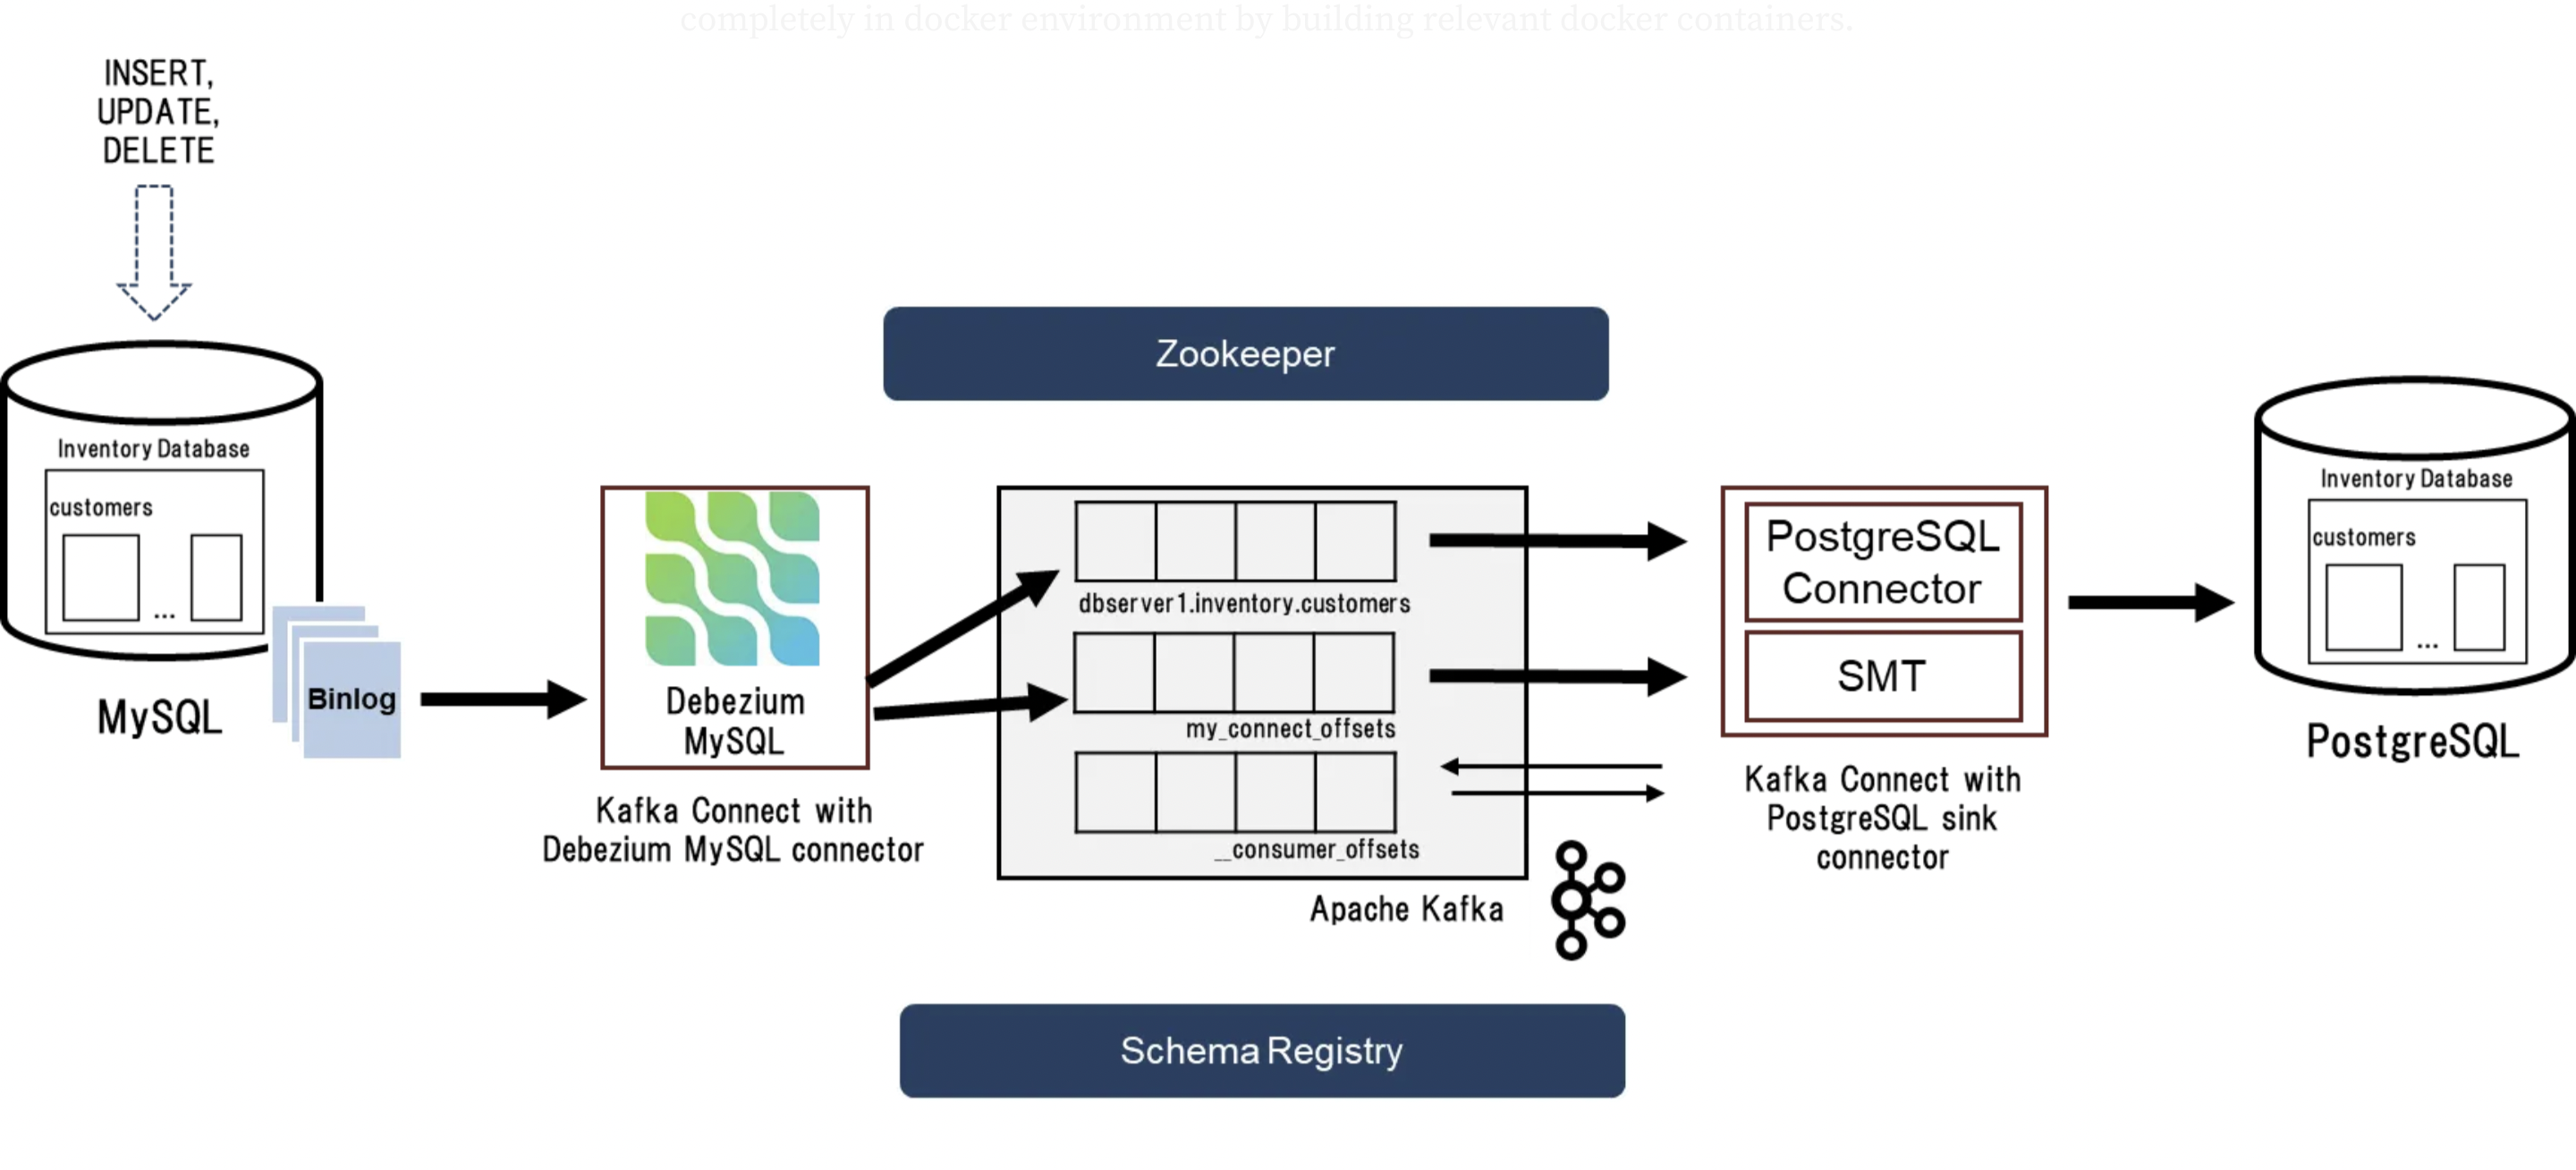 completely in docker environment by building relevant docker containers.
INSERT,
UPDATE,
DELETE
Zookeeper
Inventory Database
customers
...
Binlog
MySQL
Debezium
MySQL
Kafka Connect with
Debezium MySQL connector
dbserver1.inventory.customers
my_connect_offsets
__consumer_offsets
Apache Kafka
PostgreSQL
Connector
SMT
Kafka Connect with
PostgreSQL sink
connector
Inventory Database
customers
...
PostgreSQL
Schema Registry